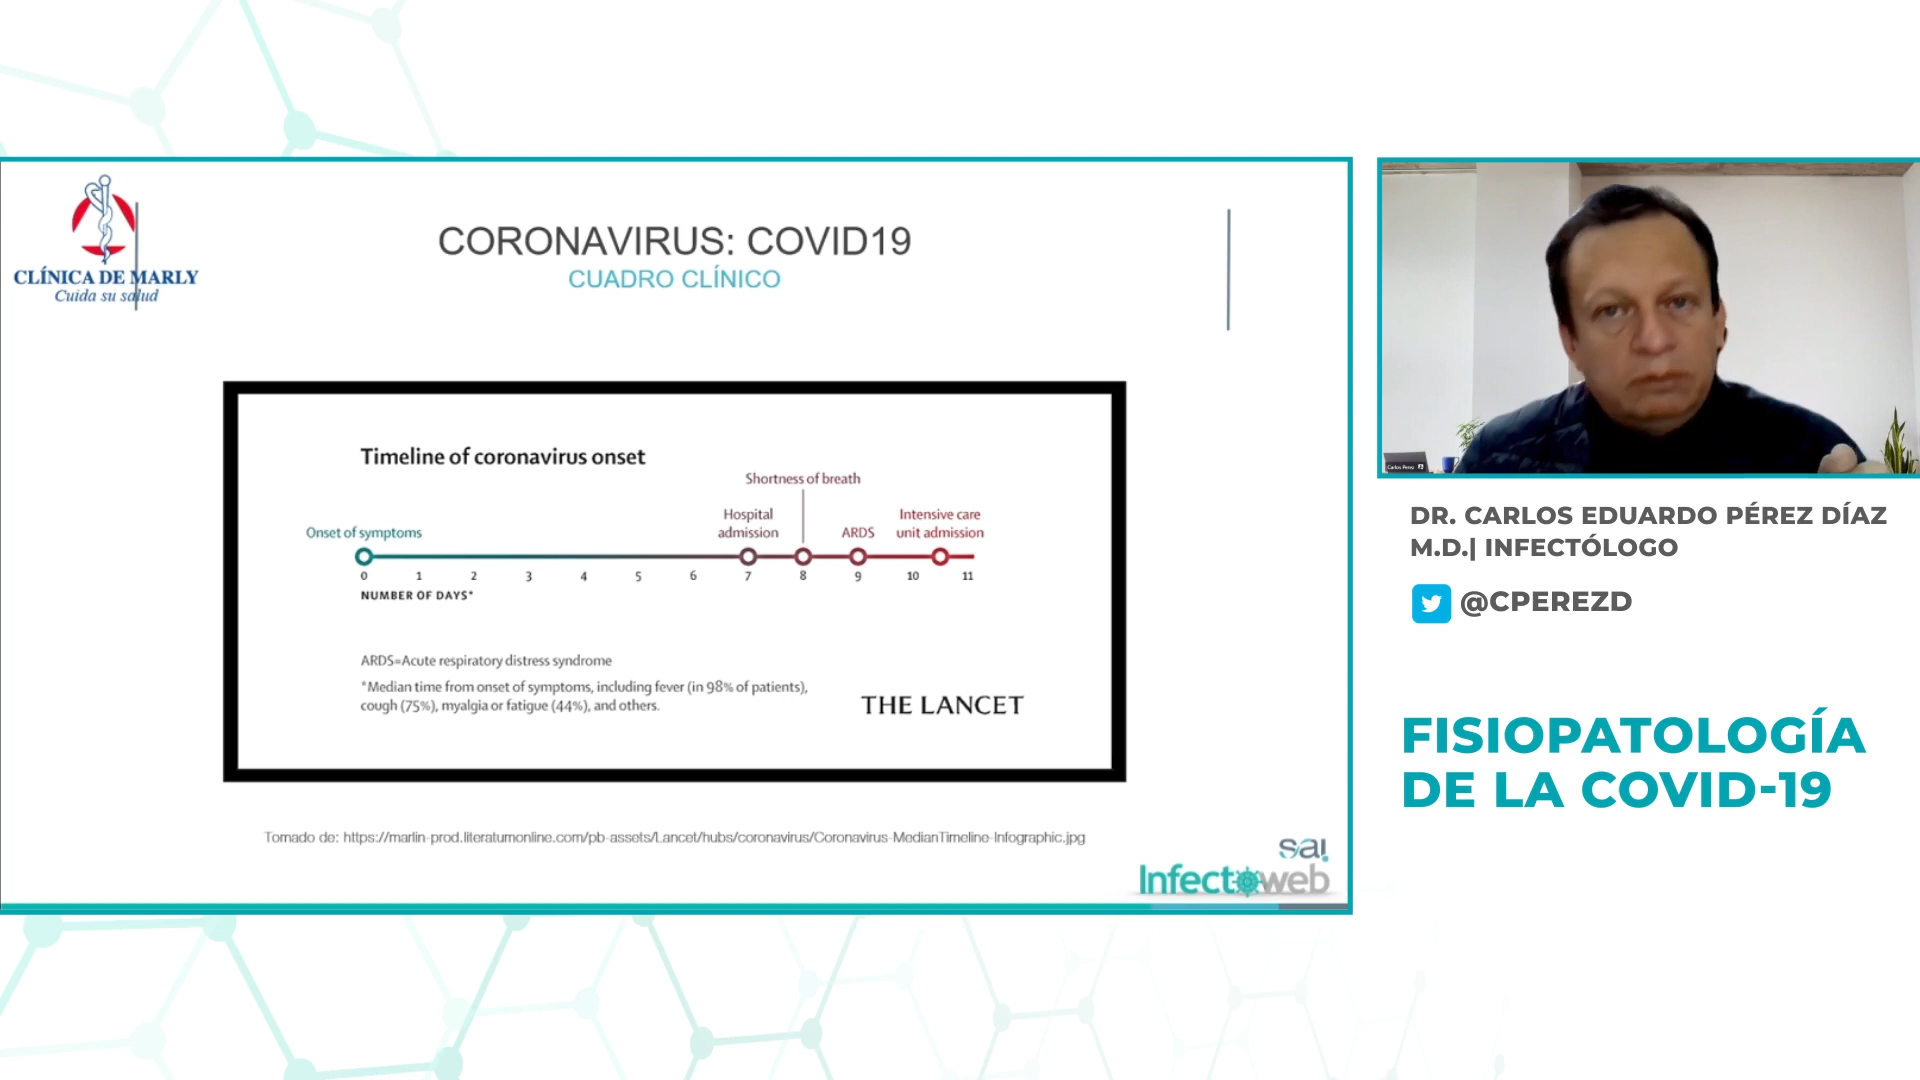 CLÍNICA DE MARLY
Cuida su salud
CORONAVIRUS: COVID19
CUADRO CLÍNICO
Timeline of coronavirus onset
Shortness of breath
Hospital
admission
Intensive care
unit admission
Onset of symptoms
ARDS
0 1 2 3 4 5 6 7 8 9 10 11
NUMBER OF DAYS*
ARDS=Acute respiratory distress syndrome
*Median time from onset of symptoms, including fever (in 98% of patients),
cough (75%), myalgia or fatigue (44%), and others.
THE LANCET
Tomado de: https://marlin-prod.literatumonline.com/pb-assets/Lancet/hubs/coronavirus/Coronavirus-MedianTimeline-Infographic.jpg
sai
Infectoweb
Carlos Perez
DR. CARLOS EDUARDO PÉREZ DÍAZ
M.D.| INFECTÓLOGO
@CPEREZD
FISIOPATOLOGÍA
DE LA COVID-19